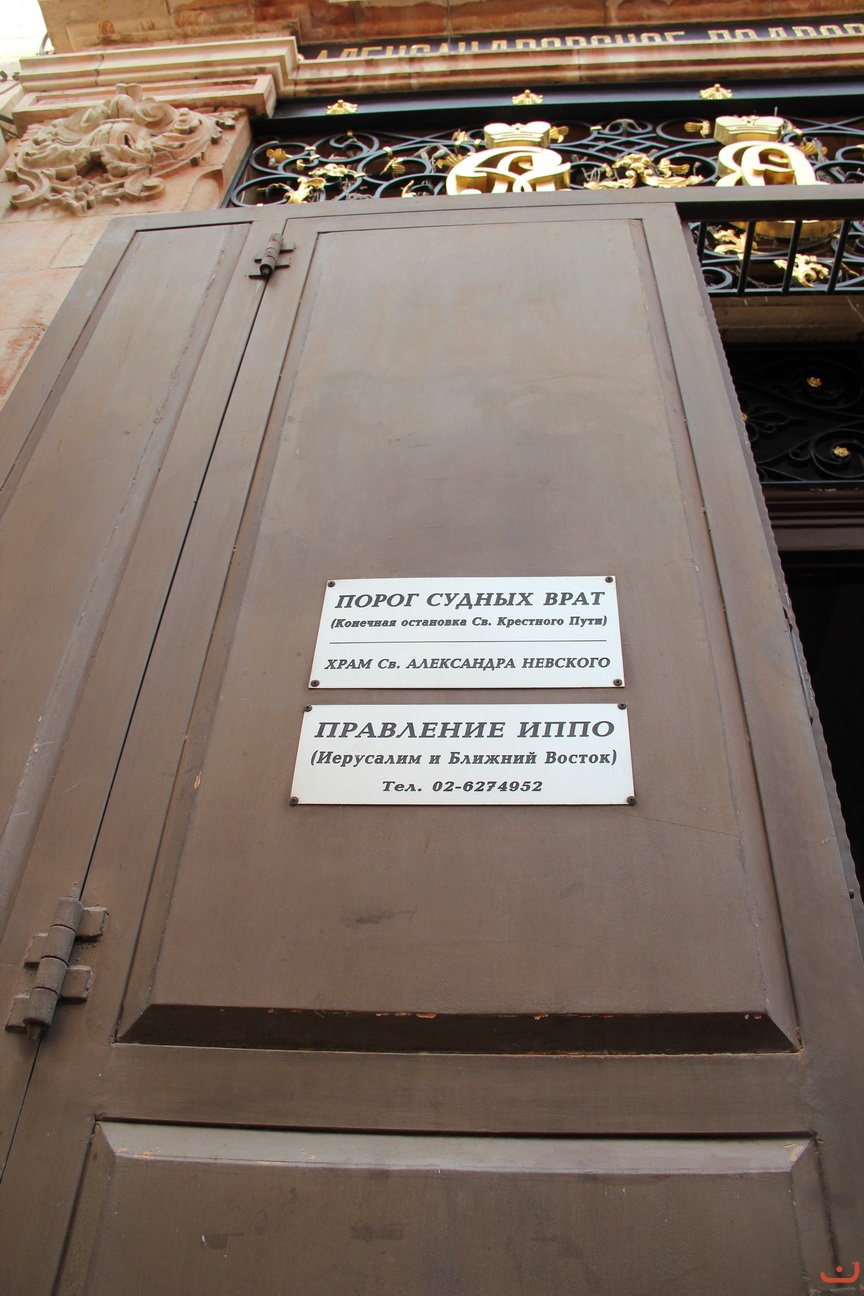 АЛЕКСАНДРОВСКОЕ
ПОРОГ СУДНЫХ ВРАТ
(Конечная остановка Св. Крестного Пути)
ХРАМ Св. АЛЕКСАНДРА НЕВСКОГО
ПРАВЛЕНИЕ ИППО
(Иерусалим и Ближний Восток)
Тел. 02-6274952